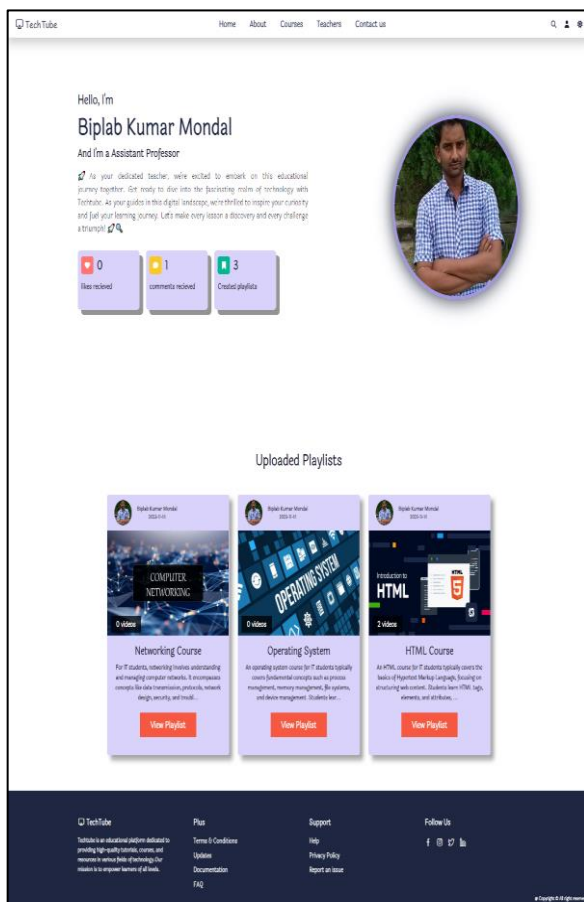 TechTube
Home About Courses Teachers Contact us
Hello, I'm
Biplab Kumar Mondal
And I'm a Assistant Professor
As your dedicated teacher, we're excited to embark on this educational
journey together. Get ready to dive into the fascinating realm of technology with
Techtube. As your guides in this digital landscape, we're thrilled to inspire your curiosity
and fuel your learning journey. Let's make every lesson a discovery and every challenge
a triumph!
0
likes recieved
1
comments recieved
3
Created playlists
Uploaded Playlists
Biplab Kumar Mondal
COMPUTER
NETWORKING
0 videos
Networking Course
For IT students, networking involves understanding
and managing computer networks. It encompasses
concepts like data transmission, protocols, network
design, security, and troubl...
View Playlist
Biplab Kumar Mondal
OPERATING SYSTEM
0 videos
Operating System
An operating system course for IT students typically
covers fundamental concepts such as process
management, memory management, file systems,
and device management. Students lear...
View Playlist
Biplab Kumar Mondal
Introduction to
HTML
HTML
5
2 videos
HTML Course
An HTML course for IT students typically covers the
basics of Hypertext Markup Language, focusing on
structuring web content. Students learn HTML tags,
elements, and attributes, ...
View Playlist
TechTube
Techtube is an educational platform dedicated to
providing high-quality tutorials, courses, and
resources in various fields of technology. Our
mission is to empower learners of all levels.
Plus
Terms & Conditions
Updates
Documentation
FAQ
Support
Help
Privacy Policy
Report an issue
Follow Us
@ Copyright © All right reserve